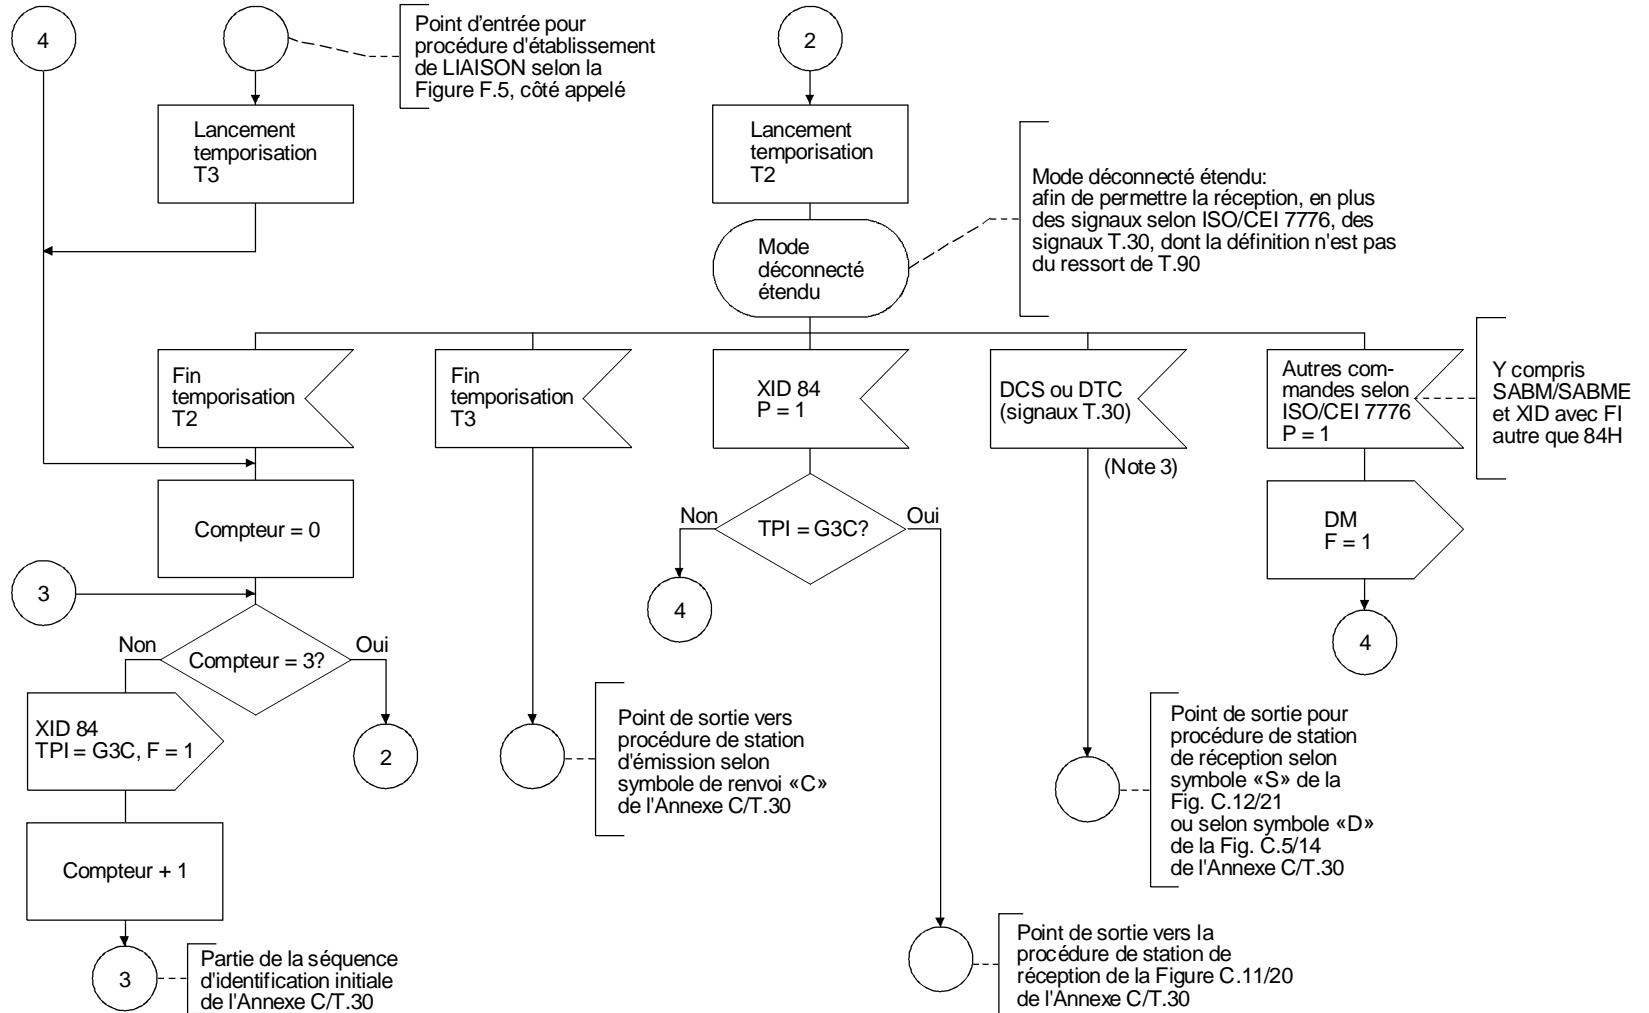 4
Point d'entrée pour
procédure d'établissement
de LIAISON selon la
Figure F.5, côté appelé
2
Lancement
temporisation
T3
Lancement
temporisation
T2
Mode déconnecté étendu:
afin de permettre la réception, en plus
des signaux selon ISO/CEI 7776, des
signaux T.30, dont la définition n'est pas
du ressort de T.90
Mode
déconnecté
étendu
Fin
temporisation
T2
Fin
temporisation
T3
XID 84
P = 1
DCS ou DTC
(signaux T.30)
(Note 3)
Autres com-
mandes selon
ISO/CEI 7776
P = 1
Y compris
SABM/SABME
et XID avec FI
autre que 84H
Compteur = 0
Non
TPI = G3C?
Oui
DM
F = 1
3
4
4
Non
Compteur = 3?
Oui
XID 84
TPI = G3C, F = 1
2
Point de sortie vers
procédure de station
d'émission selon
symbole de renvoi «C»
de l'Annexe C/T.30
Point de sortie pour
procédure de station
de réception selon
symbole «S» de la
Fig. C.12/21
ou selon symbole «D»
de la Fig. C.5/14
de l'Annexe C/T.30
Compteur + 1
3
Partie de la séquence
d'identification initiale
de l'Annexe C/T.30
Point de sortie vers la
procédure de station de
réception de la Figure C.11/20
de l'Annexe C/T.30